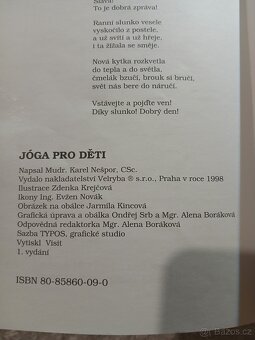 Sláva!
To je dobrá zpráva!
Ranní slunko vesele
vyskočilo z postele,
a už svítí a už hřeje,
i ta žížala se směje.
Nová kytka rozkvetla
do tepla a do světla,
čmelák bzučí, brouk si bručí,
svět nás bere do náručí.
Vstávejte a pojďte ven!
Díky slunko! Dobrý den!
JÓGA PRO DĚTI
Napsal Mudr. Karel Nešpor, CSc.
Vydalo nakladatelství Velryba ® s.r.o., Praha v roce 1998
Ilustrace Zdenka Krejčová
Ikony Ing. Evžen Novák
Obrázek na obálce Jarmila Kincová
Grafická úprava a obálka Ondřej Srb a Mgr. Alena Boráková
Odpovědná redaktorka Mgr. Alena Boráková
Sazba TYPOS, grafické studio
Vytiskl Visit
1. vydání
ISBN 80-85860-09-0
sbazos.cz